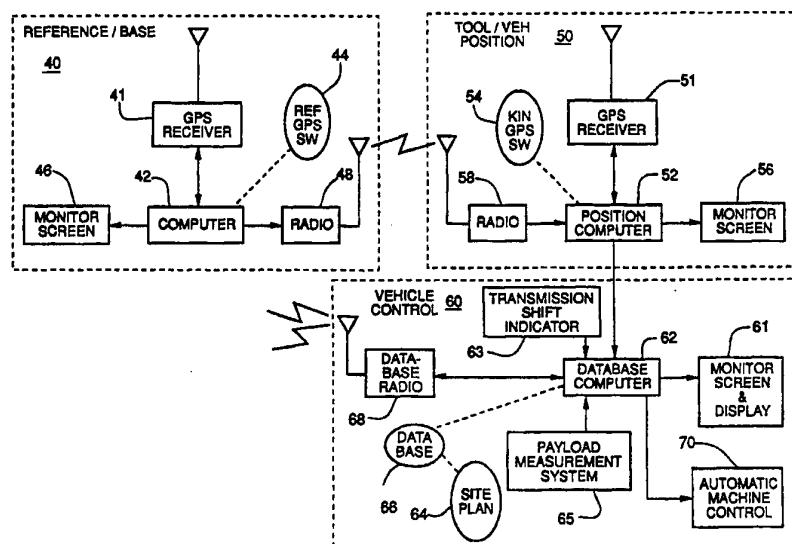 REFERENCE / BASE
40
41
GPS
RECEIVER
44
REF
GPS
SW
46
MONITOR
SCREEN
42
COMPUTER
48
RADIO
TOOL / VEH
POSITION
50
51
GPS
RECEIVER
54
KIN
GPS
SW
58
RADIO
52
POSITION
COMPUTER
56
MONITOR
SCREEN
VEHICLE
CONTROL
60
TRANSMISSION
SHIFT
INDICATOR
63
62
DATABASE
COMPUTER
61
MONITOR
SCREEN
&
DISPLAY
DATA-
BASE
RADIO
68
DATA
BASE
66
SITE
PLAN
64
PAYLOAD
MEASUREMENT
SYSTEM
65
70
AUTOMATIC
MACHINE
CONTROL